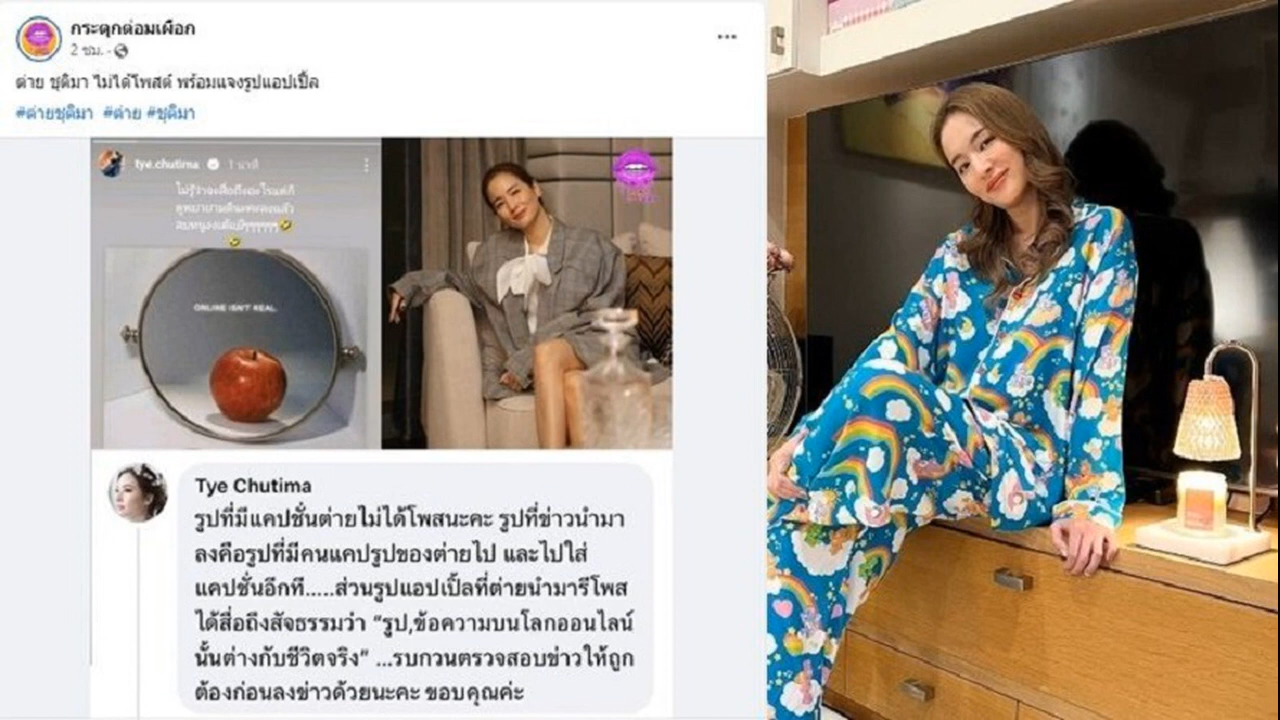 กระตุกต่อมเผือก
2 ชม.
ต่าย ชุติมา ไม่ได้โพสต์ พร้อมแจงรูปแอปเปิ้ล
#ต่ายชุติมา #ต่าย #ชุติมา
tye.chutima 1 นาที
ONLINE ISN'T REAL.
Tye Chutima
รูปที่มีแคปชั่นต่ายไม่ได้โพสนะคะ รูปที่ข่าวนำมา
ลงคือรูปที่มีคนแคปรูปของต่ายไป และไปใส่
แคปชั่นอีกที.....ส่วนรูปแอปเปิ้ลที่ต่ายนำมารีโพส
ได้สื่อถึงสัจธรรมว่า “รูป,ข้อความบนโลกออนไลน์
นั้นต่างกับชีวิตจริง” ...รบกวนตรวจสอบข่าวให้ถูก
ต้องก่อนลงข่าวด้วยนะคะ ขอบคุณค่ะ